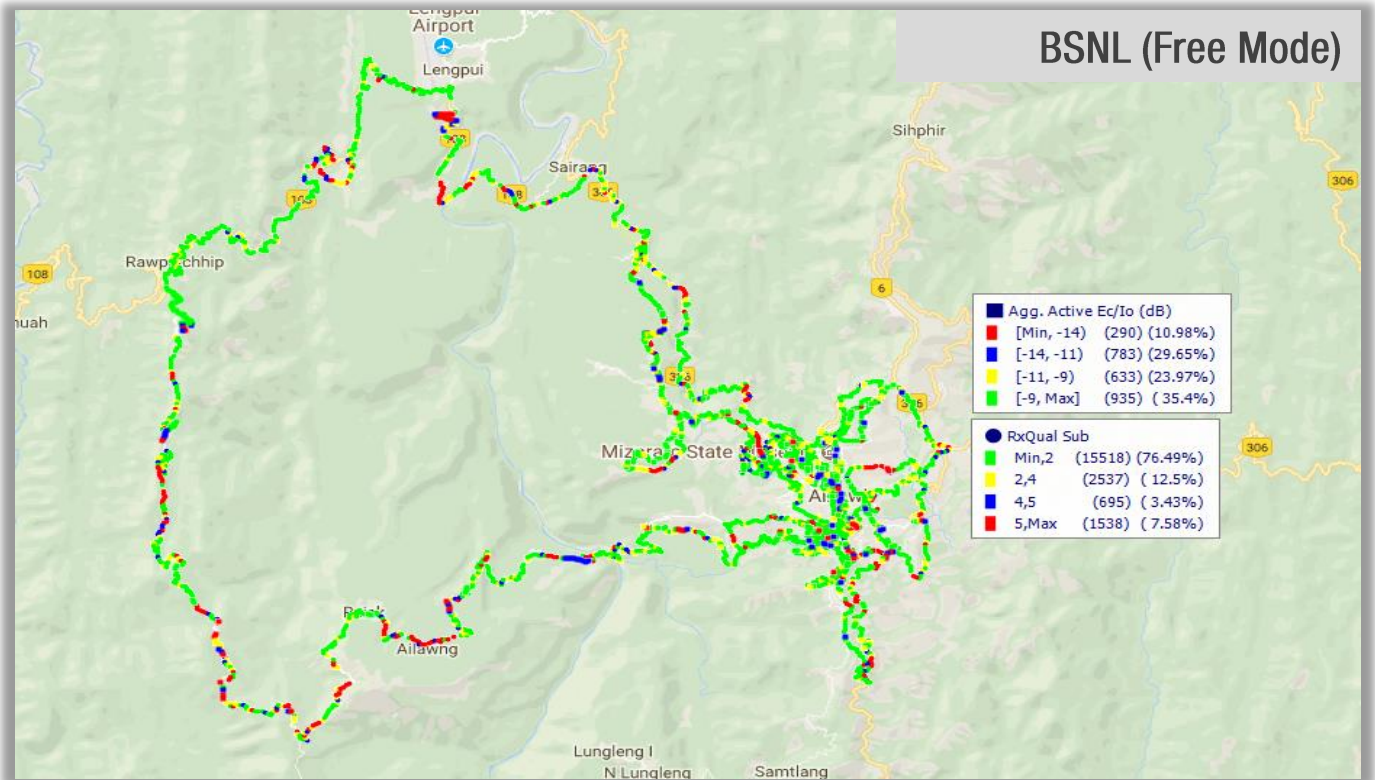 BSNL (Free Mode)
Lengpui
Airport
Lengpui
Sihphir
Sairang
306
108
6
108
306
Agg. Active Ec/Io (dB)
[Min, -14) (290) (10.98%)
[-14, -11) (783) (29.65%)
[-11, -9) (633) (23.97%)
[-9, Max] (935) ( 35.4%)
RxQual Sub
Min,2 (15518) (76.49%)
2,4 (2537) ( 12.5%)
4,5 (695) ( 3.43%)
5,Max (1538) ( 7.58%)
State
Ailawng
Lungleng I
N Lungleng
Samtlang